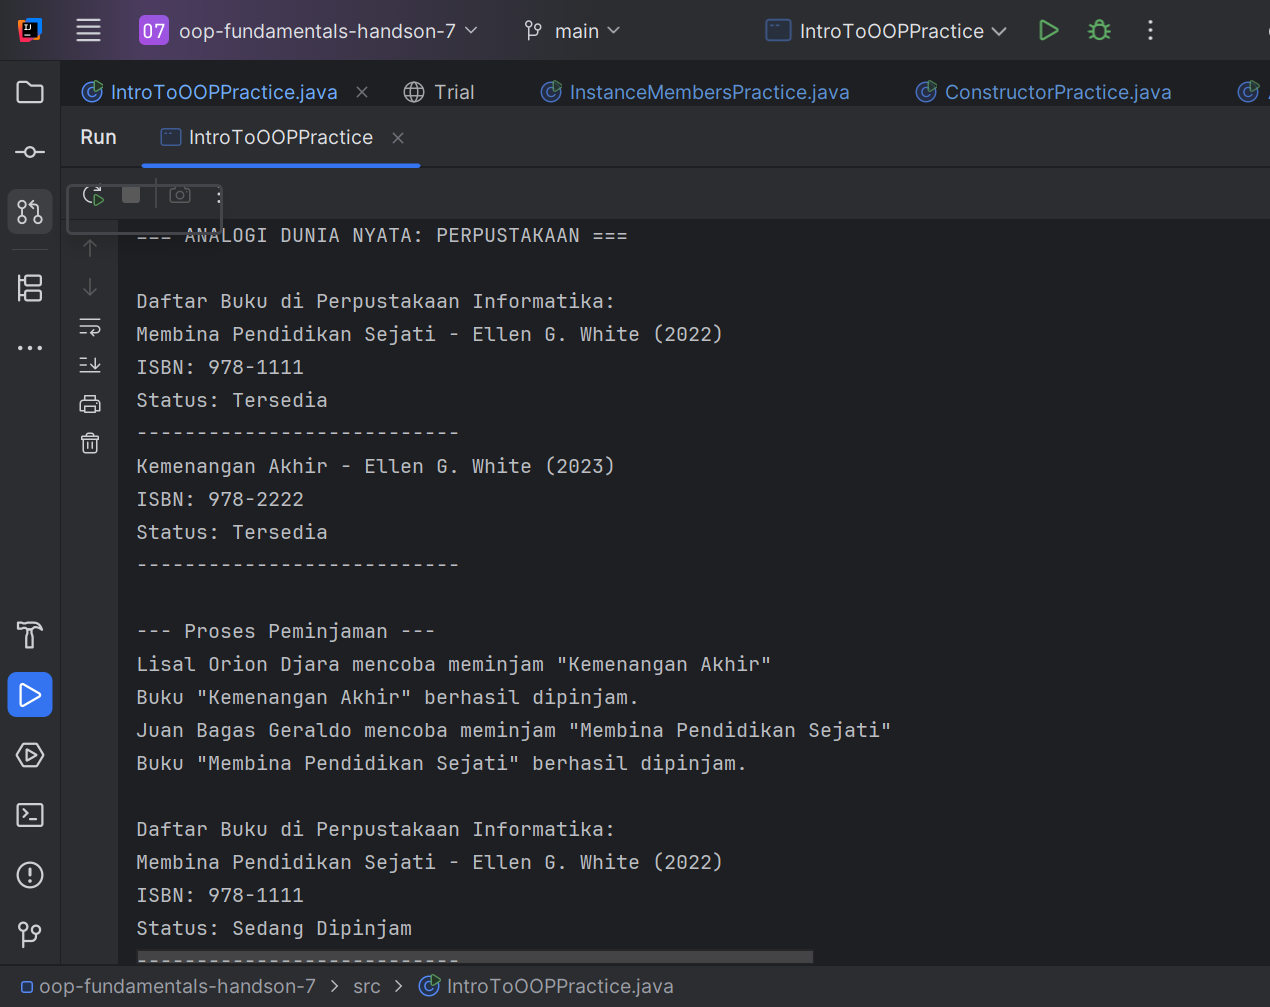 07 oop-fundamentals-handson-7 main IntroToOOPPractice
IntroToOOPPractice.java Trial InstanceMembersPractice.java ConstructorPractice.java
Run IntroToOOPPractice
=== ANALOGI DUNIA NYATA: PERPUSTAKAAN ===
Daftar Buku di Perpustakaan Informatika:
Membina Pendidikan Sejati - Ellen G. White (2022)
ISBN: 978-1111
Status: Tersedia
---------------------------
Kemenangan Akhir - Ellen G. White (2023)
ISBN: 978-2222
Status: Tersedia
---------------------------
--- Proses Peminjaman ---
Lisal Orion Djara mencoba meminjam "Kemenangan Akhir"
Buku "Kemenangan Akhir" berhasil dipinjam.
Juan Bagas Geraldo mencoba meminjam "Membina Pendidikan Sejati"
Buku "Membina Pendidikan Sejati" berhasil dipinjam.
Daftar Buku di Perpustakaan Informatika:
Membina Pendidikan Sejati - Ellen G. White (2022)
ISBN: 978-1111
Status: Sedang Dipinjam
---------------------------
oop-fundamentals-handson-7 > src > IntroToOOPPractice.java